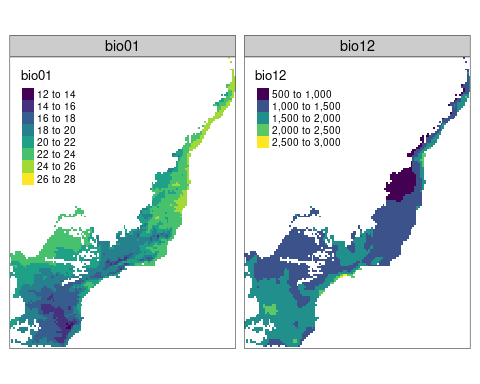 bio01
bio01
12 to 14
14 to 16
16 to 18
18 to 20
20 to 22
22 to 24
24 to 26
26 to 28
bio12
bio12
500 to 1,000
1,000 to 1,500
1,500 to 2,000
2,000 to 2,500
2,500 to 3,000